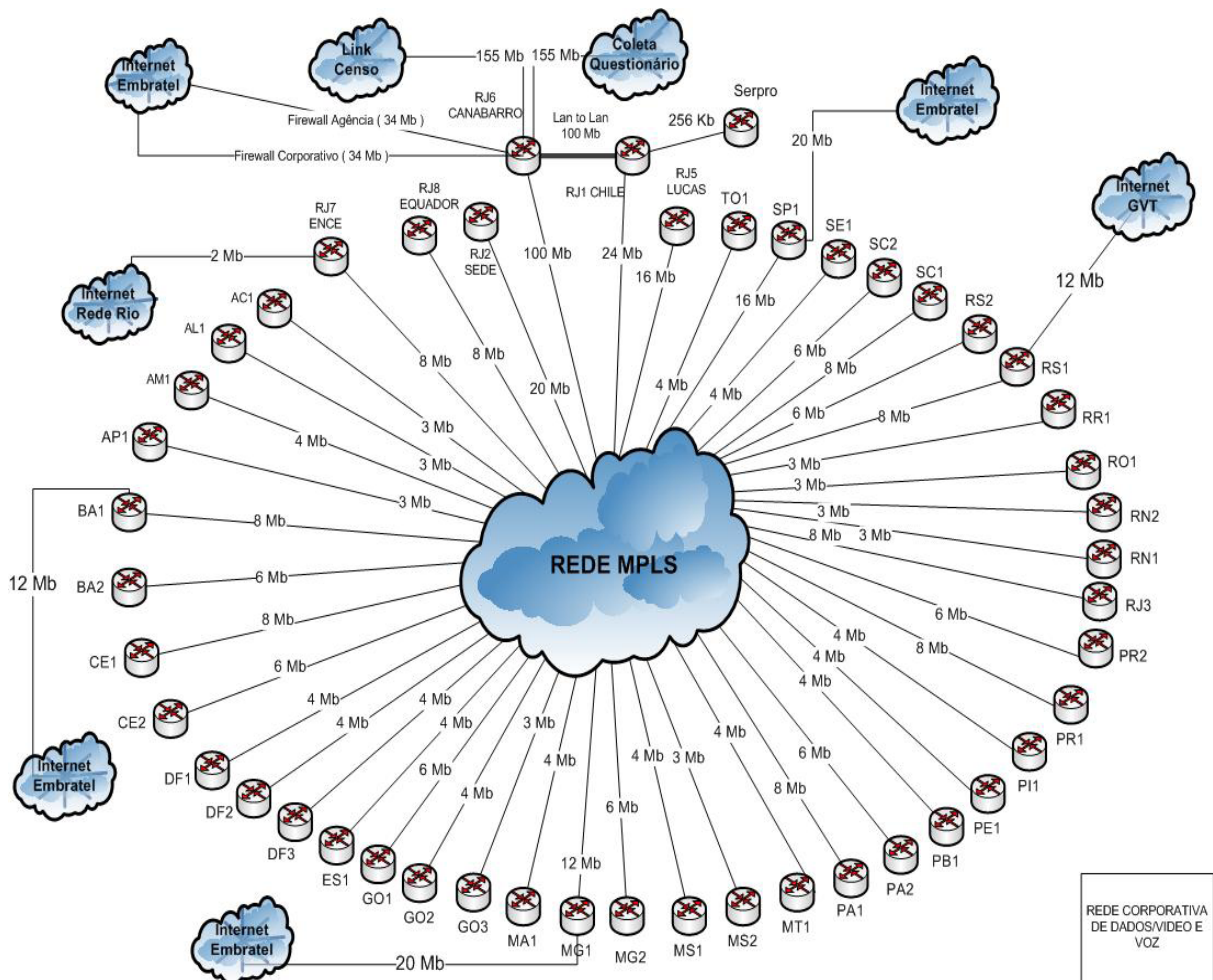 Internet
Embratel
Link
Censo
155 Mb
155 Mb
Coleta
Questionário
RJ6
CANABARRO
Firewall Agência ( 34 Mb )
Firewall Corporativo ( 34 Mb )
Lan to Lan
100 Mb
RJ1 CHILE
256 Kb
Serpro
Internet
Embratel
20 Mb
Internet
GVT
12 Mb
RJ7
ENCE
RJ8
EQUADOR
RJ2
SEDE
RJ5
LUCAS
TO1
SP1
SE1
SC2
SC1
RS2
RS1
RR1
RO1
RN2
RN1
RJ3
PR2
PR1
PI1
PE1
PB1
PA2
PA1
MT1
MS2
MS1
MG2
MG1
MA1
GO3
GO2
GO1
ES1
DF3
DF2
DF1
CE2
CE1
BA2
BA1
AP1
AM1
AL1
AC1
2 Mb
Internet
Rede Rio
8 Mb
8 Mb
20 Mb
100 Mb
24 Mb
16 Mb
4 Mb
16 Mb
4 Mb
6 Mb
8 Mb
6 Mb
8 Mb
3 Mb
3 Mb
3 Mb
3 Mb
8 Mb
6 Mb
8 Mb
4 Mb
4 Mb
4 Mb
6 Mb
8 Mb
4 Mb
3 Mb
4 Mb
6 Mb
12 Mb
4 Mb
3 Mb
4 Mb
6 Mb
4 Mb
4 Mb
4 Mb
4 Mb
6 Mb
8 Mb
6 Mb
8 Mb
3 Mb
4 Mb
3 Mb
3 Mb
REDE MPLS
12 Mb
Internet
Embratel
Internet
Embratel
20 Mb
REDE CORPORATIVA
DE DADOS/VIDEO E
VOZ